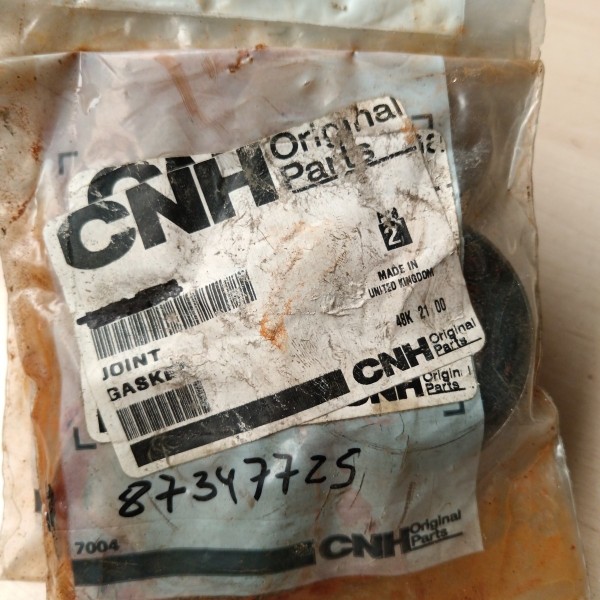 CNH Original Parts
2
MADE IN
UNITED KINGDOM
JOINT
48K 21 00
CNH Original Parts
CNH
87347725
7004
CNH Original Parts